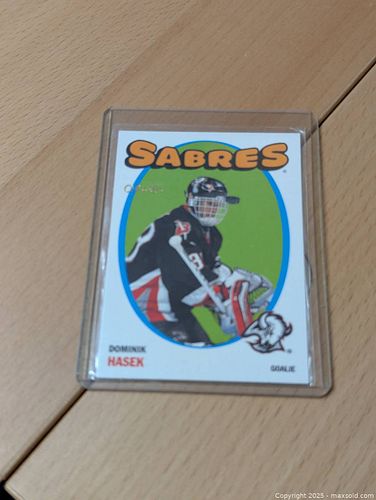 SABRES
DOMINIK
HASEK
GOALIE
Copyright 2025 - maxsold.com